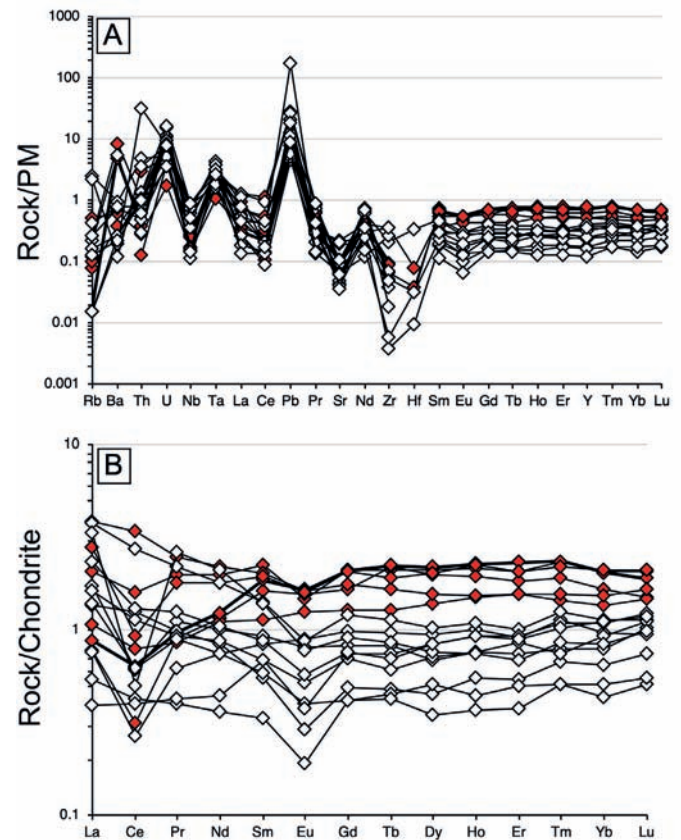 A
1000
100
10
1
0.1
0.01
0.001
Rock/PM
Rb Ba Th U Nb Ta La Ce Pb Pr Sr Nd Zr Hf Sm Eu Gd Tb Ho Er Y Tm Yb Lu
B
10
1
0.1
Rock/Chondrite
La Ce Pr Nd Sm Eu Gd Tb Dy Ho Er Tm Yb Lu